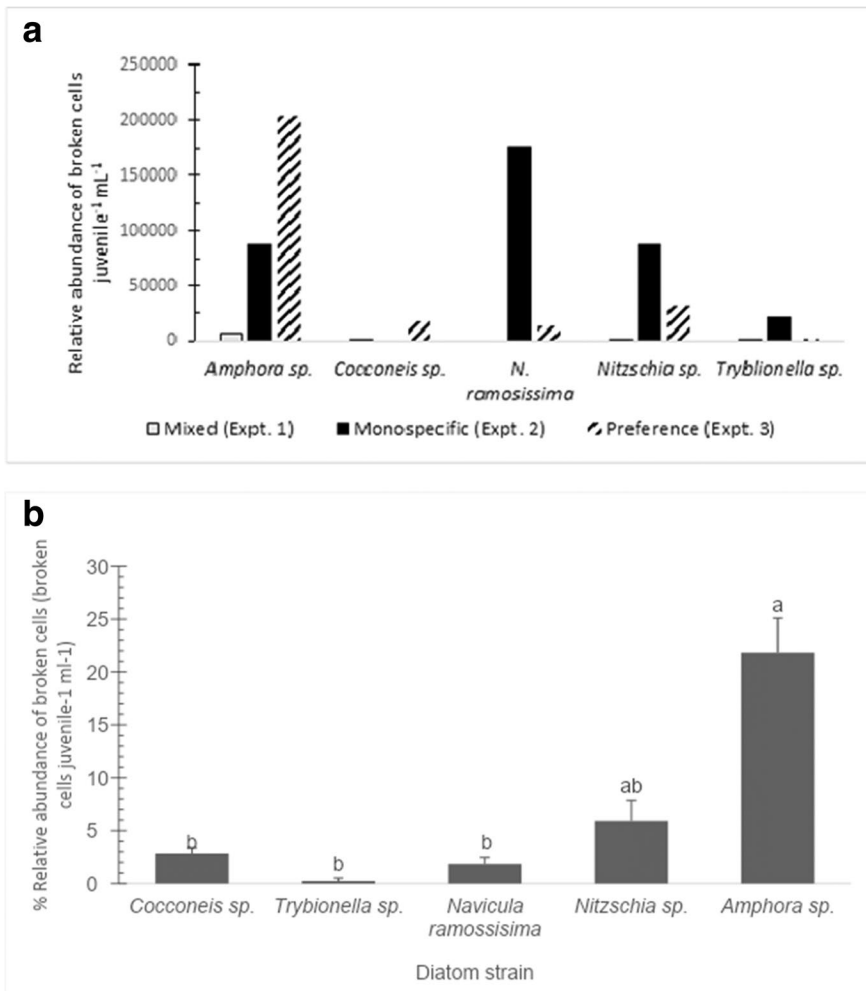 a
Relative abundance of broken cells
juvenile-1 mL-1
250000
200000
150000
100000
50000
0
Amphora sp.
Cocconeis sp.
N.
ramosissima
Nitzschia sp.
Tryblionella sp.
Mixed (Expt. 1)
Monospecific (Expt. 2)
Preference (Expt. 3)
b
% Relative abundance of broken cells (broken
cells juvenile-1 ml-1)
30
25
20
15
10
5
0
b
b
b
ab
a
Cocconeis sp.
Trybionella sp.
Navicula
ramossisima
Nitzschia sp.
Amphora sp.
Diatom strain